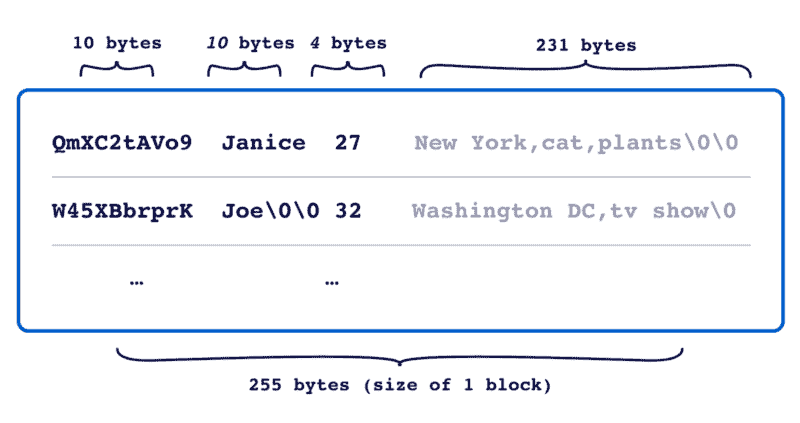 10 bytes 10 bytes 4 bytes 231 bytes
QmXC2tAVo9 Janice 27 New York,cat,plants\0\0
W45XBbrprK Joe\0\0 32 Washington DC,tv show\0
… …
255 bytes (size of 1 block)